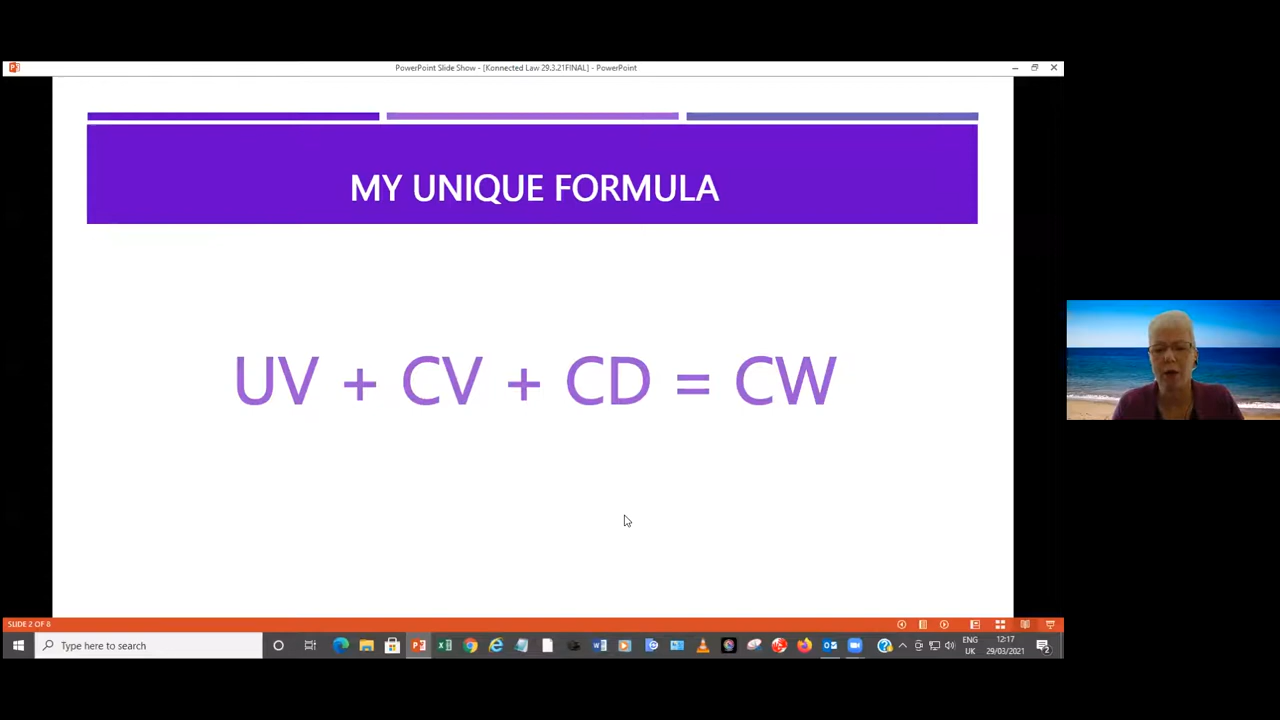 PowerPoint Slide Show - [Konnected Law 29.3.21FINAL] - PowerPoint
MY UNIQUE FORMULA
UV + CV + CD = CW
SLIDE 2 OF 8
Type here to search
ENG
UK
12:17
29/03/2021
2